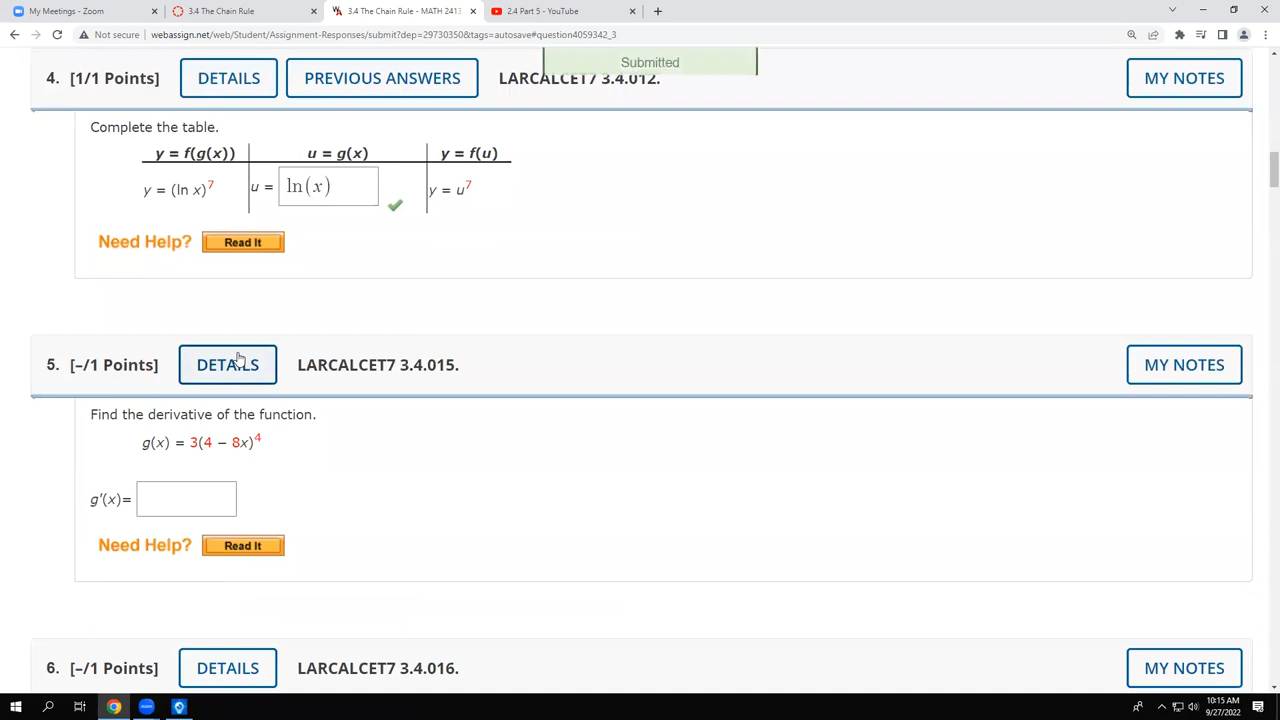 My Meetings - Zoom
3.4 The Chain Rule
3.4 The Chain Rule - MATH 2413
2.4 Part 5 - YouTube
Not secure | webassign.net/web/Student/Assignment-Responses/submit?dep=29730350&tags=autosave#question4059342_3
Submitted
4. [1/1 Points] DETAILS PREVIOUS ANSWERS LARCALCET7 3.4.012. MY NOTES
Complete the table.
y = f(g(x)) u = g(x) y = f(u)
y = (ln x)^7 u = ln(x) y = u^7
Need Help? Read It
5. [–/1 Points] DETAILS LARCALCET7 3.4.015. MY NOTES
Find the derivative of the function.
g(x) = 3(4 − 8x)^4
g'(x)=
Need Help? Read It
6. [–/1 Points] DETAILS LARCALCET7 3.4.016. MY NOTES
10:15 AM
9/27/2022